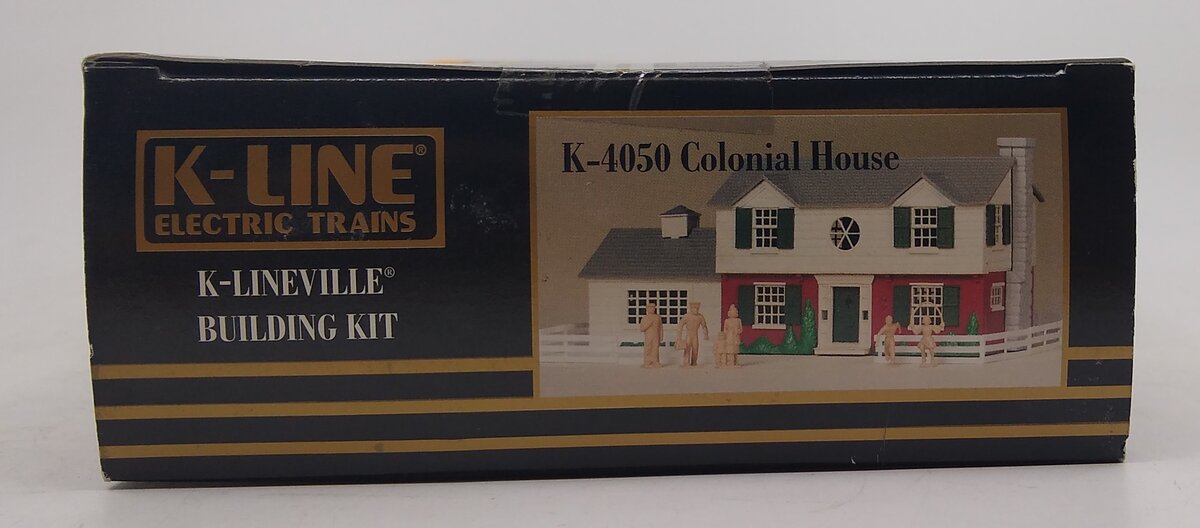 K-LINE®
ELECTRIC TRAINS
K-LINEVILLE®
BUILDING KIT
K-4050 Colonial House